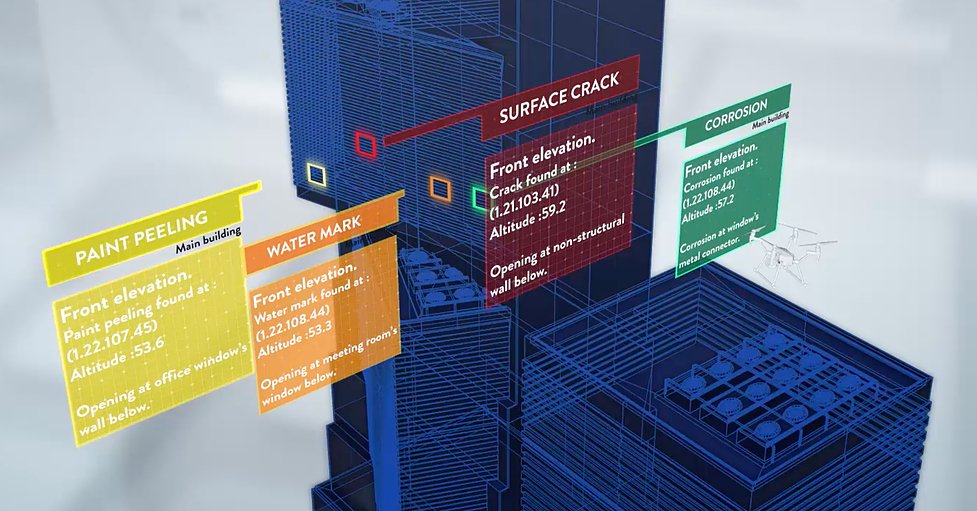 PAINT PEELING
Main building
Front elevation.
Paint peeling found at :
(1.22.107.45)
Altitude :53.6
Opening at office window's
wall below.
WATER MARK
Front elevation.
Water mark found at :
(1.22.108.44)
Altitude :53.3
Opening at meeting room's
window below.
SURFACE CRACK
Main building
Front elevation.
Crack found at :
(1.21.103.41)
Altitude :59.2
Opening at non-structural
wall below.
CORROSION
Main building
Front elevation.
Corrosion found at :
(1.22.108.44)
Altitude :57.2
Corrosion at window's
metal connector.